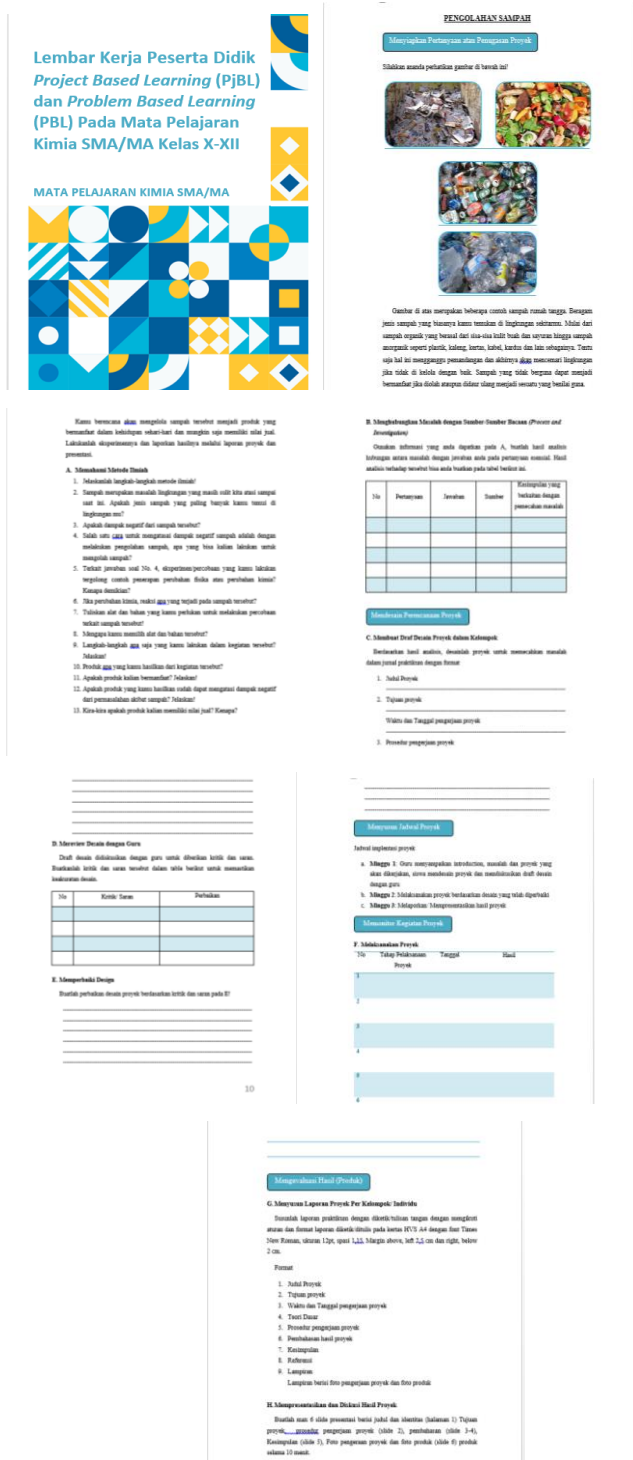 Lembar Kerja Peserta Didik
Project Based Learning (PjBL)
dan Problem Based Learning
(PBL) Pada Mata Pelajaran
Kimia SMA/MA Kelas X-XII
MATA PELAJARAN KIMIA SMA/MA
PENGOLAHAN SAMPAH
Menyiapkan Pertanyaan atau Penugasan Proyek
Silahkan ananda perhatikan gambar di bawah ini!
Gambar di atas merupakan beberapa contoh sampah rumah tangga. Beragam
jenis sampah yang biasanya kamu temukan di lingkungan sekitarmu. Mulai dari
sampah organik yang berasal dari sisa-sisa kulit buah dan sayuran hingga sampah
anorganik seperti plastik, kaleng, kertas, kabel, kardus dan lain sebagainya. Tentu
saja hal ini mengganggu pemandangan dan akhirnya akan mencemari lingkungan
jika tidak di kelola dengan baik. Sampah yang tidak berguna dapat menjadi
bermanfaat jika diolah ataupun didaur ulang menjadi sesuatu yang bernilai guna.
Kamu berencana akan mengelola sampah tersebut menjadi produk yang
bermanfaat dalam kehidupan sehari-hari dan mungkin saja memiliki nilai jual.
Lakukanlah eksperimennya dan laporkan hasilnya melalui laporan proyek dan
presentasi.
A. Memahami Metode Ilmiah
1. Jelaskanlah langkah-langkah metode ilmiah!
2. Sampah merupakan masalah lingkungan yang masih sulit kita atasi sampai
saat ini. Apakah jenis sampah yang paling banyak kamu temui di
lingkungan mu?
3. Apakah dampak negatif dari sampah tersebut?
4. Salah satu cara untuk mengatasi dampak negatif sampah adalah dengan
melakukan pengolahan sampah, apa yang bisa kalian lakukan untuk
mengolah sampah?
5. Terkait jawaban soal No. 4, eksperimen/percobaan yang kamu lakukan
tergolong contoh penerapan perubahan fisika atau perubahan kimia?
Kenapa demikian?
6. Jika perubahan kimia, reaksi apa yang terjadi pada sampah tersebut?
7. Tuliskan alat dan bahan yang kamu perlukan untuk melakukan percobaan
terkait sampah tersebut!
8. Mengapa kamu memilih alat dan bahan tersebut?
9. Langkah-langkah apa saja yang kamu lakukan dalam kegiatan tersebut?
Jelaskan!
10. Produk apa yang kamu hasilkan dari kegiatan tersebut?
11. Apakah produk kalian bermanfaat? Jelaskan!
12. Apakah produk yang kamu hasilkan sudah dapat mengatasi dampak negatif
dari permasalahan akibat sampah? Jelaskan!
13. Kira-kira apakah produk kalian memiliki nilai jual? Kenapa?
B. Menghubungkan Masalah dengan Sumber-Sumber Bacaan (Process and
Investigation)
Gunakan informasi yang anda dapatkan pada A, buatlah hasil analisis
hubungan antara masalah dengan jawaban anda pada pertanyaan esensial. Hasil
analisis terhadap tersebut bisa anda buatkan pada tabel berikut ini.
No Pertanyaan Jawaban Sumber Kesimpulan yang
berkaitan dengan
pemecahan masalah
Mendesain Perencanaan Proyek
C. Membuat Draf Desain Proyek dalam Kelompok
Berdasarkan hasil analisis, desainlah proyek untuk memecahkan masalah
dalam jurnal praktikum dengan format
1. Judul Proyek
2. Tujuan proyek
Waktu dan Tanggal pengerjaan proyek
3. Prosedur pengerjaan proyek
D. Mereview Desain dengan Guru
Draft desain didiskusikan dengan guru untuk diberikan kritik dan saran.
Buatkanlah kritik dan saran tersebut dalam table berikut untuk memastikan
keakuratan desain.
No Kritik/ Saran Perbaikan
E. Memperbaiki Design
Buatlah perbaikan desain proyek berdasarkan kritik dan saran pada E!
10
Menyusun Jadwal Proyek
Jadwal implentasi proyek
a. Minggu 1: Guru menyampaikan introduction, masalah dan proyek yang
akan dikerjakan, siswa mendesain proyek dan mendiskusikan draft desain
dengan guru
b. Minggu 2: Melaksanakan proyek berdasarkan desain yang telah diperbaiki
c. Minggu 3: Melaporkan/ Mempresentasikan hasil proyek
Memonitor Kegiatan Proyek
F. Melaksanakan Proyek
No Tahap Pelaksanaan Tanggal Hasil
Proyek
1
2
3
4
5
6
Mengevaluasi Hasil (Produk)
G. Menyusun Laporan Proyek Per Kelompok/ Individu
Susunlah laporan praktikum dengan diketik/tulisan tangan dengan mengikuti
aturan dan format laporan diketik/ditulis pada kertas HVS A4 dengan font Times
New Roman, ukuran 12pt, spasi 1,15. Margin above, left 2,5 cm dan right, below
2 cm.
Format
1. Judul Proyek
2. Tujuan proyek
3. Waktu dan Tanggal pengerjaan proyek
4. Teori Dasar
5. Prosedur pengerjaan proyek
6. Pembahasan hasil proyek
7. Kesimpulan
8. Referensi
9. Lampiran
Lampiran berisi foto pengerjaan proyek dan foto produk
H. Mempresentasikan dan Diskusi Hasil Proyek
Buatlah max 6 slide presentasi berisi judul dan identitas (halaman 1) Tujuan
proyek, prosedur pengerjaan proyek (slide 2), pembahasan (slide 3-4),
Kesimpulan (slide 5), Foto pengerjaan proyek dan foto produk (slide 6) produk
selama 10 menit.